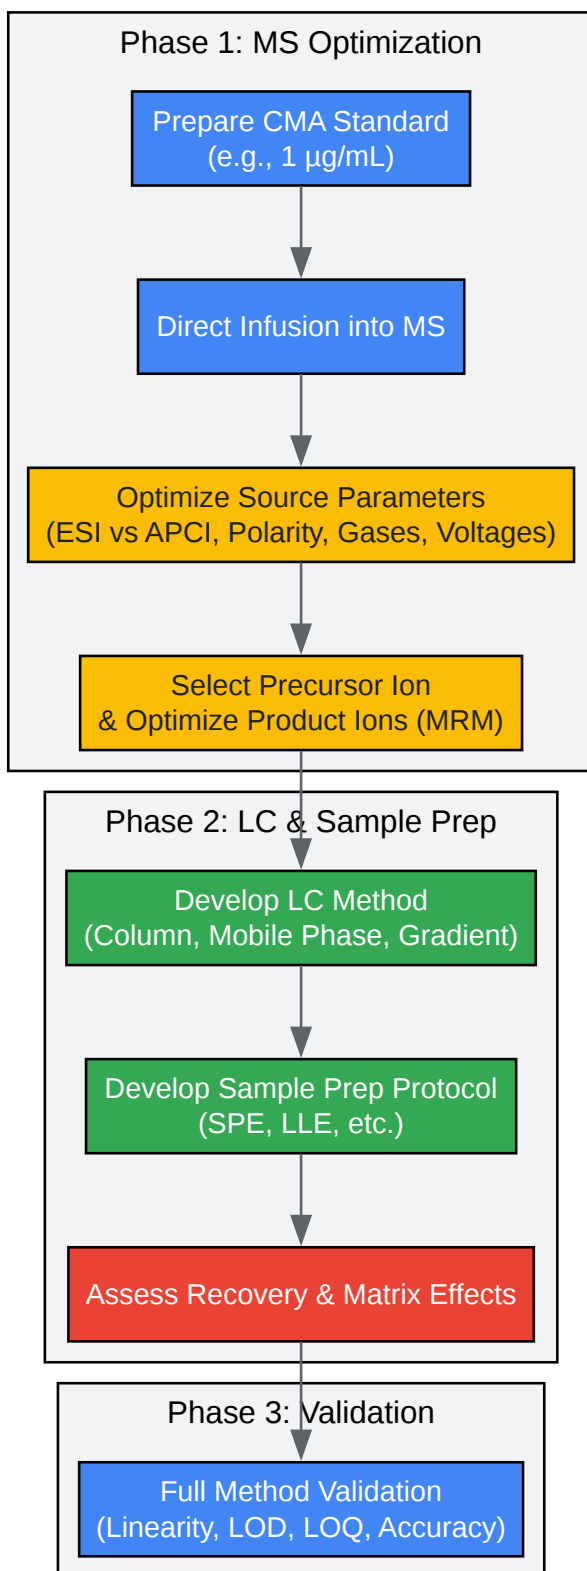 Phase 1: MS Optimization
Prepare CMA Standard
(e.g., 1 µg/mL)
Direct Infusion into MS
Optimize Source Parameters
(ESI vs APCI, Polarity, Gases, Voltages)
Select Precursor Ion
& Optimize Product Ions (MRM)
Phase 2: LC & Sample Prep
Develop LC Method
(Column, Mobile Phase, Gradient)
Develop Sample Prep Protocol
(SPE, LLE, etc.)
Assess Recovery & Matrix Effects
Phase 3: Validation
Full Method Validation
(Linearity, LOD, LOQ, Accuracy)